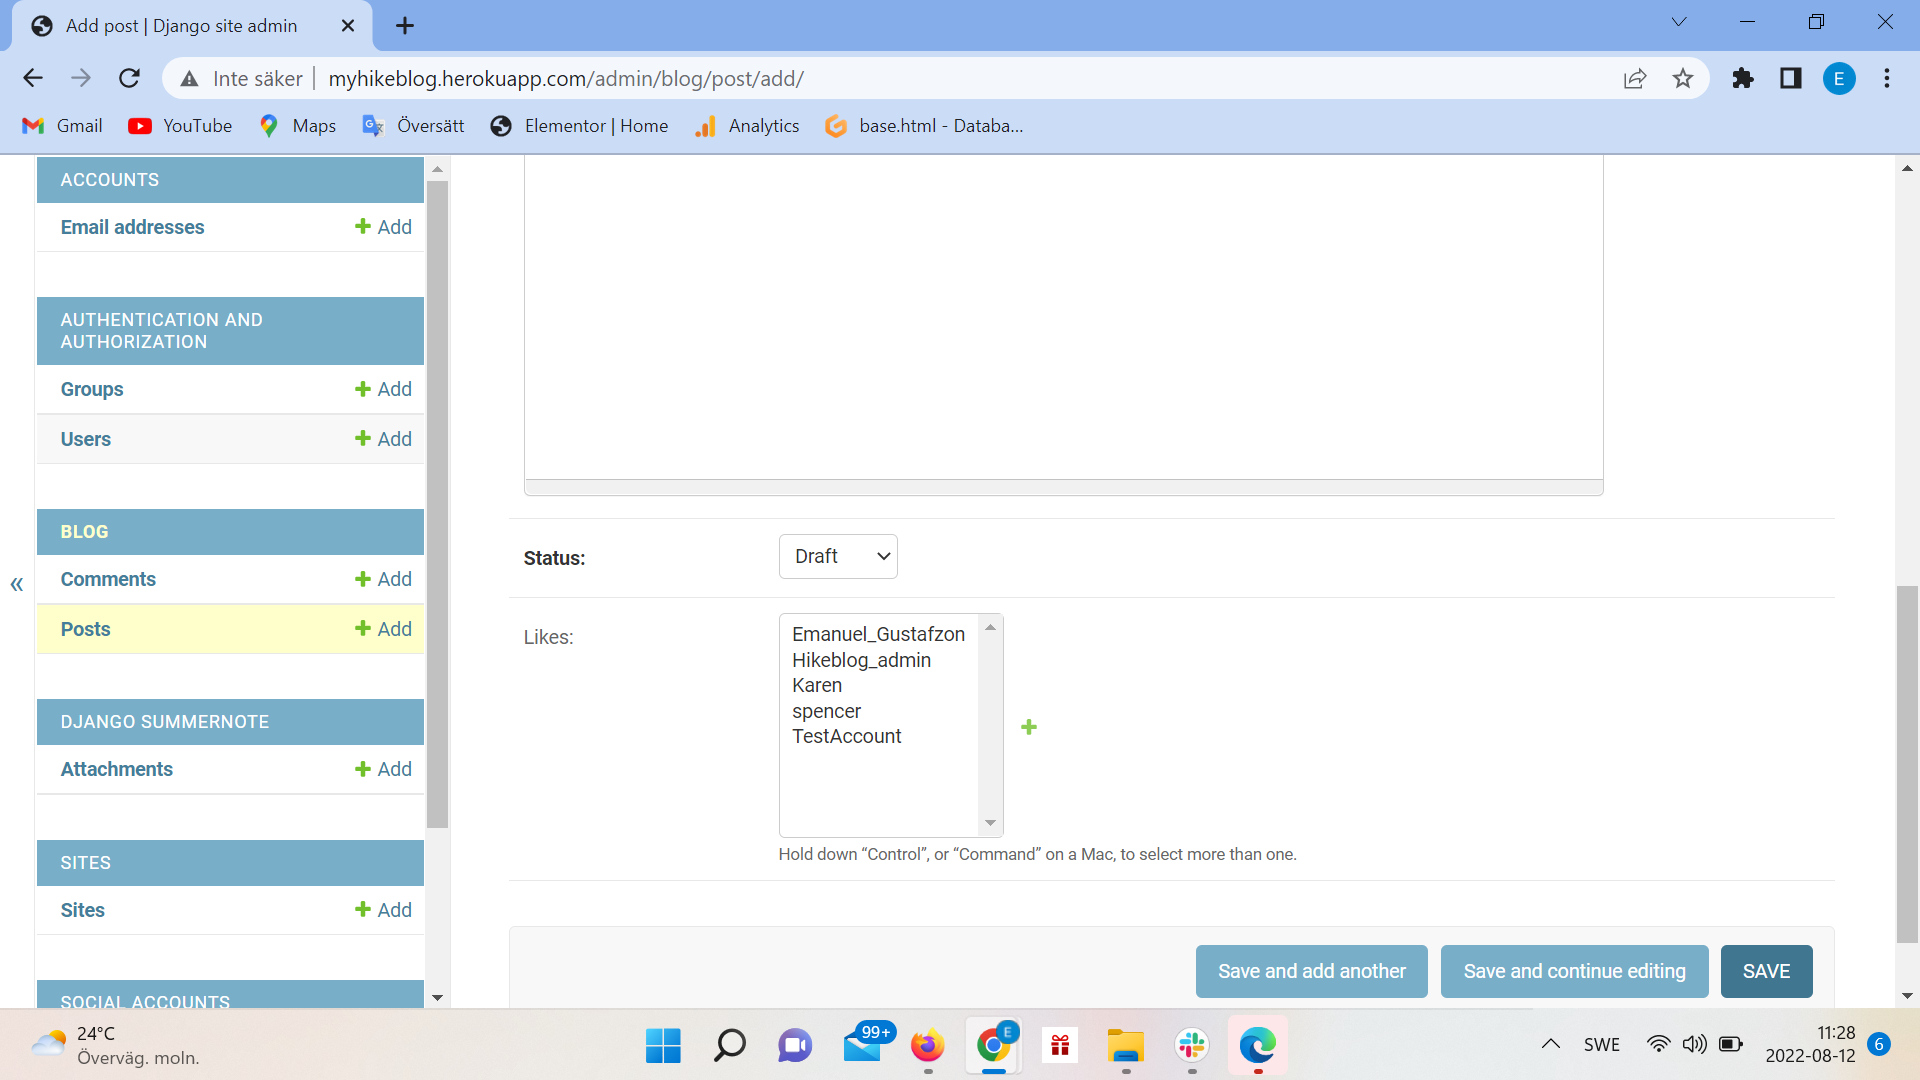 Add post | Django site admin
Inte säker
myhikeblog.herokuapp.com/admin/blog/post/add/
E
Gmail
YouTube
Maps
Översätt
Elementor | Home
Analytics
base.html - Databa...
ACCOUNTS
Email addresses
Add
AUTHENTICATION AND
AUTHORIZATION
Groups
Add
Users
Add
BLOG
Comments
Add
Posts
Add
DJANGO SUMMERNOTE
Attachments
Add
SITES
Sites
Add
SOCIAL ACCOUNTS
«
Status:
Draft
Likes:
Emanuel_Gustafzon
Hikeblog_admin
Karen
spencer
TestAccount
Hold down “Control”, or “Command” on a Mac, to select more than one.
Save and add another
Save and continue editing
SAVE
24°C
Överväg. moln.
99+
E
SWE
11:28
2022-08-12
6